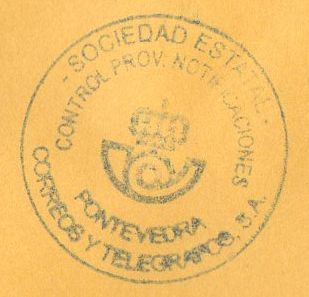 - SOCIEDAD ESTATAL -
CONTROL PROV. NOTIFICACIONES
PONTEVEDRA
CORREOS Y TELEGRAFOS, S.A.